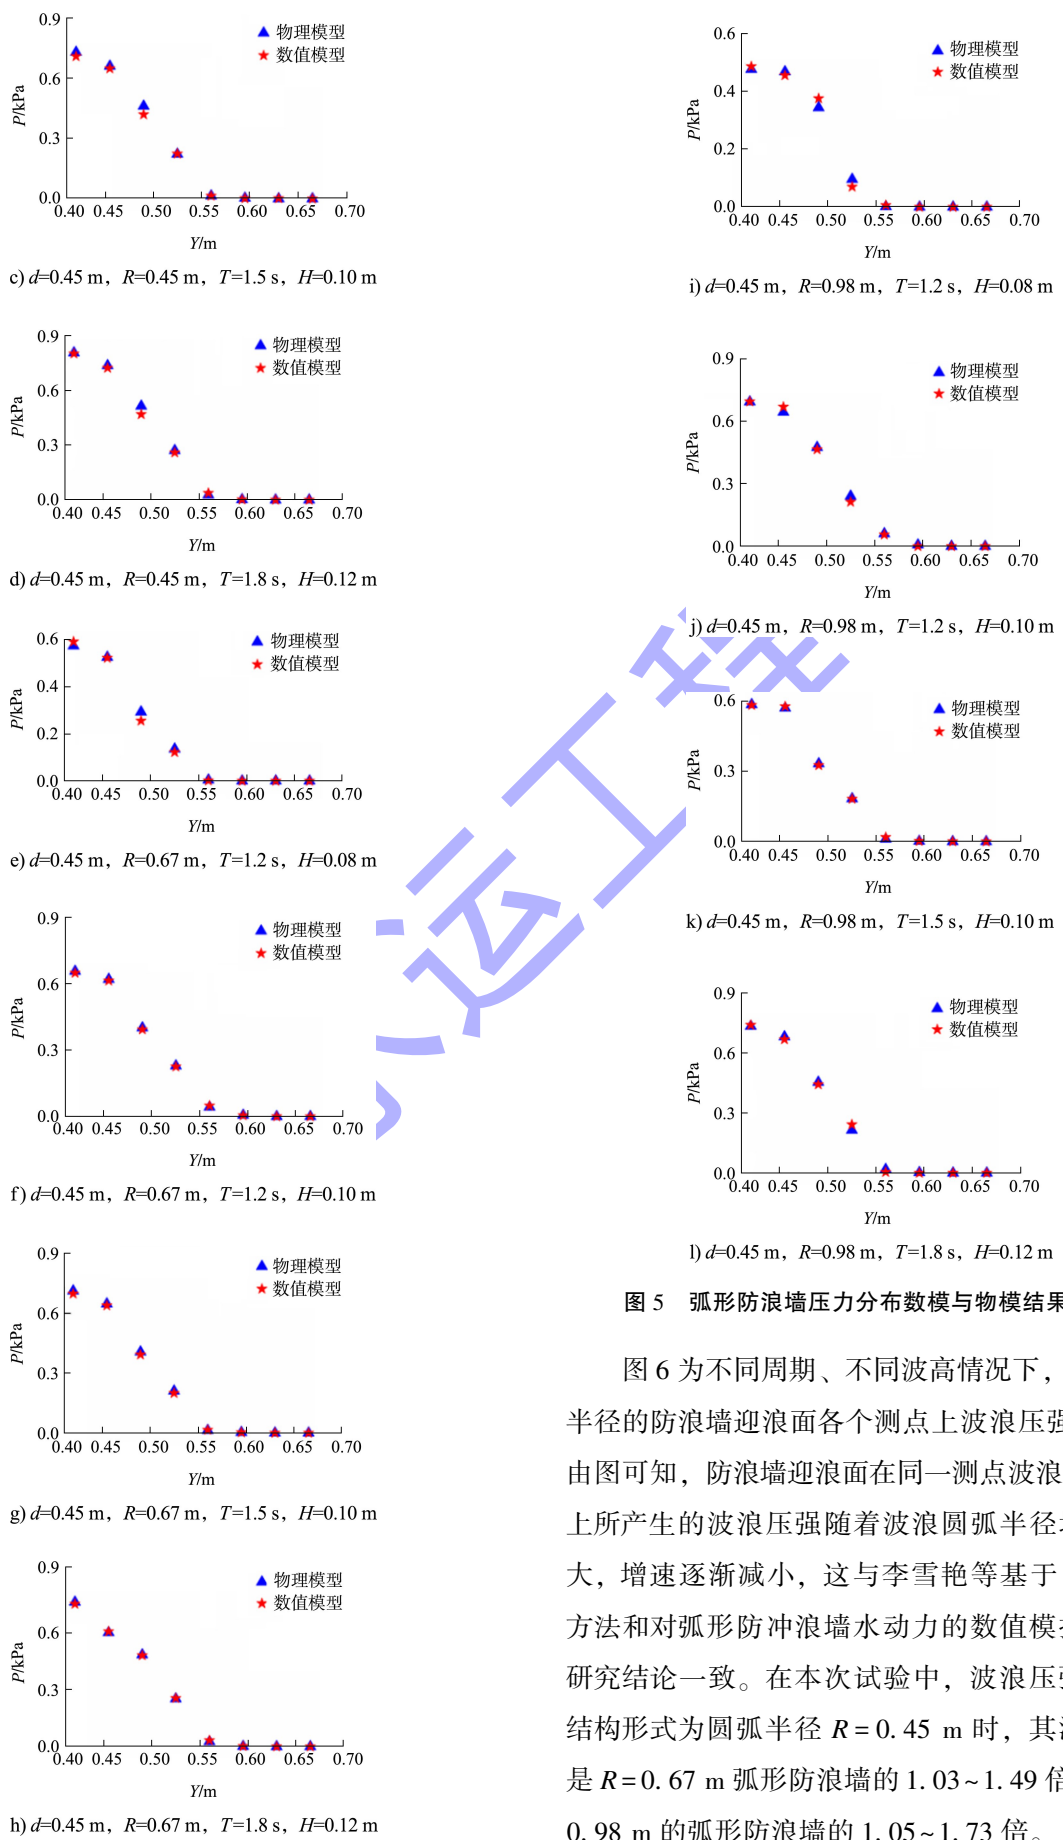 0.9
0.6
0.3
0.0
P/kPa
▲ 物理模型
★ 数值模型
0.40 0.45 0.50 0.55 0.60 0.65 0.70
Y/m
c) d=0.45 m, R=0.45 m, T=1.5 s, H=0.10 m
0.9
0.6
0.3
0.0
P/kPa
▲ 物理模型
★ 数值模型
0.40 0.45 0.50 0.55 0.60 0.65 0.70
Y/m
d) d=0.45 m, R=0.45 m, T=1.8 s, H=0.12 m
0.6
0.4
0.2
0.0
P/kPa
▲ 物理模型
★ 数值模型
0.40 0.45 0.50 0.55 0.60 0.65 0.70
Y/m
e) d=0.45 m, R=0.67 m, T=1.2 s, H=0.08 m
0.9
0.6
0.3
0.0
P/kPa
▲ 物理模型
★ 数值模型
0.40 0.45 0.50 0.55 0.60 0.65 0.70
Y/m
f) d=0.45 m, R=0.67 m, T=1.2 s, H=0.10 m
0.9
0.6
0.3
0.0
P/kPa
▲ 物理模型
★ 数值模型
0.40 0.45 0.50 0.55 0.60 0.65 0.70
Y/m
g) d=0.45 m, R=0.67 m, T=1.5 s, H=0.10 m
0.9
0.6
0.3
0.0
P/kPa
▲ 物理模型
★ 数值模型
0.40 0.45 0.50 0.55 0.60 0.65 0.70
Y/m
h) d=0.45 m, R=0.67 m, T=1.8 s, H=0.12 m
0.6
0.4
0.2
0.0
P/kPa
▲ 物理模型
★ 数值模型
0.40 0.45 0.50 0.55 0.60 0.65 0.70
Y/m
i) d=0.45 m, R=0.98 m, T=1.2 s, H=0.08 m
0.9
0.6
0.3
0.0
P/kPa
▲ 物理模型
★ 数值模型
0.40 0.45 0.50 0.55 0.60 0.65 0.70
Y/m
j) d=0.45 m, R=0.98 m, T=1.2 s, H=0.10 m
0.6
0.3
0.0
P/kPa
▲ 物理模型
★ 数值模型
0.40 0.45 0.50 0.55 0.60 0.65 0.70
Y/m
k) d=0.45 m, R=0.98 m, T=1.5 s, H=0.10 m
0.9
0.6
0.3
0.0
P/kPa
▲ 物理模型
★ 数值模型
0.40 0.45 0.50 0.55 0.60 0.65 0.70
Y/m
l) d=0.45 m, R=0.98 m, T=1.8 s, H=0.12 m
图 5 弧形防浪墙压力分布数模与物模结果
图 6 为不同周期、不同波高情况下，
半径的防浪墙迎浪面各个测点上波浪压强
由图可知，防浪墙迎浪面在同一测点波浪
上所产生的波浪压强随着波浪圆弧半径
大，增速逐渐减小，这与李雪艳等基于
方法和对弧形防冲浪墙水动力的数值模
研究结论一致。在本次试验中，波浪压
结构形式为圆弧半径 R = 0. 45 m 时，其
是 R = 0. 67 m 弧形防浪墙的 1. 03 ~ 1. 49 倍
0. 98 m 的弧形防浪墙的 1. 05 ~ 1. 73 倍。
运工程